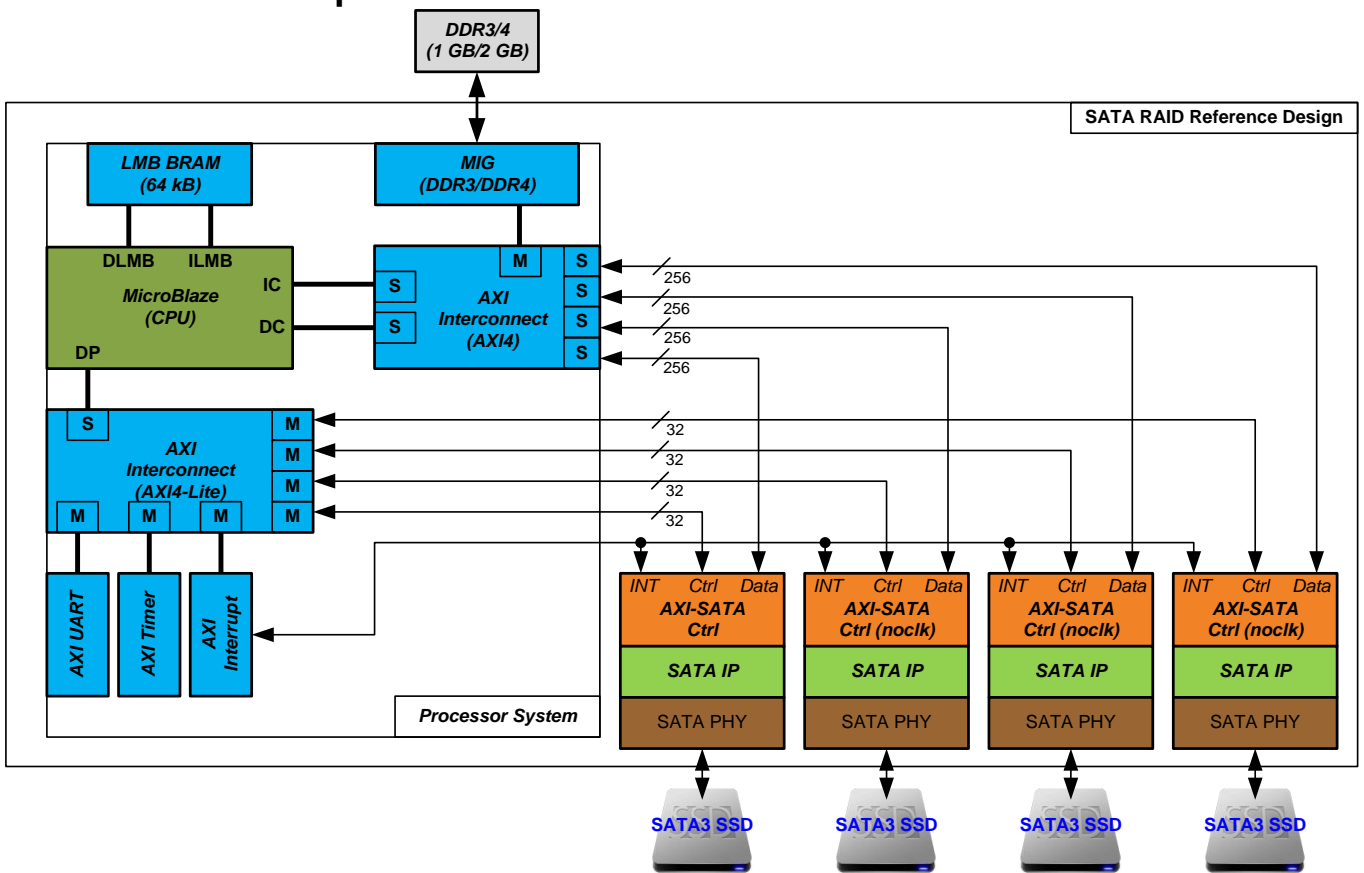 DDR3/4
(1 GB/2 GB)
SATA RAID Reference Design
LMB BRAM
(64 kB)
MIG
(DDR3/DDR4)
DLMB ILMB
MicroBlaze
(CPU)
IC
DC
DP
M
S
S
S
S
S
S
AXI
Interconnect
(AXI4)
256
256
256
256
S
AXI
Interconnect
(AXI4-Lite)
M
M
M
M
M
M
M
32
32
32
32
AXI UART
AXI Timer
AXI
Interrupt
Processor System
INT Ctrl Data
AXI-SATA
Ctrl
SATA IP
SATA PHY
INT Ctrl Data
AXI-SATA
Ctrl (noclk)
SATA IP
SATA PHY
INT Ctrl Data
AXI-SATA
Ctrl (noclk)
SATA IP
SATA PHY
INT Ctrl Data
AXI-SATA
Ctrl (noclk)
SATA IP
SATA PHY
SSD
SATA3 SSD
SSD
SATA3 SSD
SSD
SATA3 SSD
SSD
SATA3 SSD